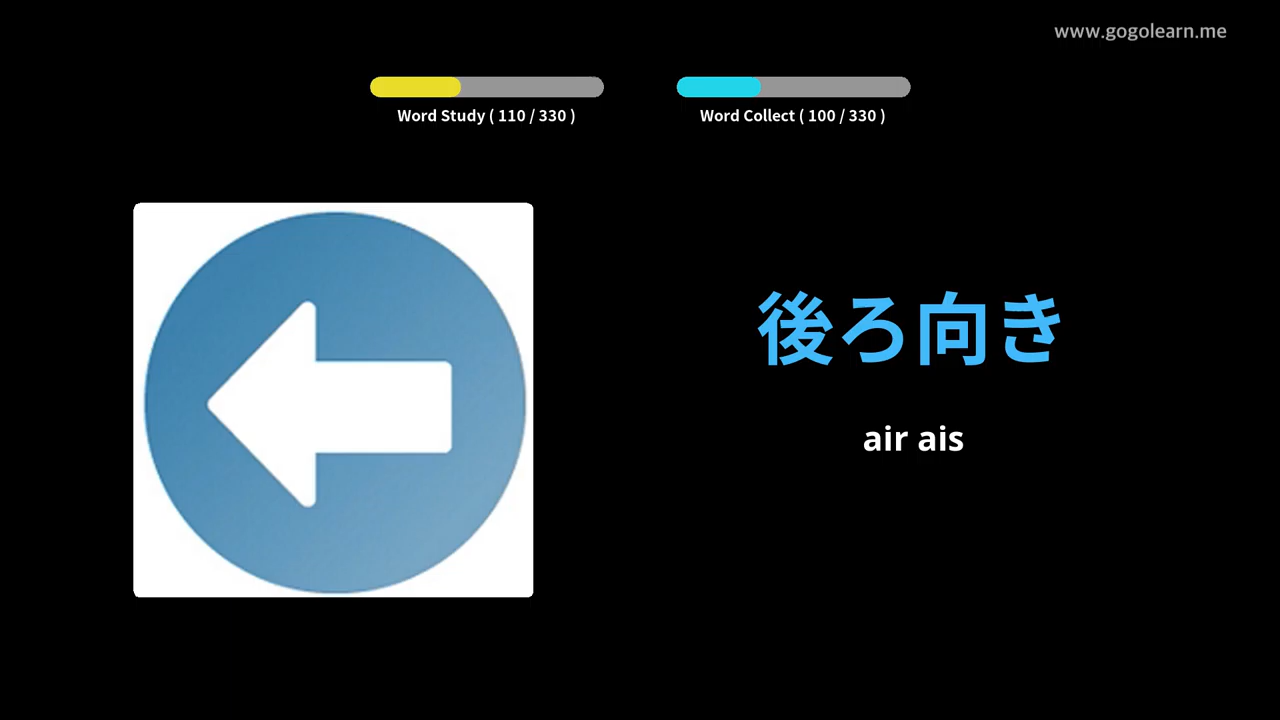 www.gogolearn.me
Word Study ( 110 / 330 )
Word Collect ( 100 / 330 )
後ろ向き
air ais